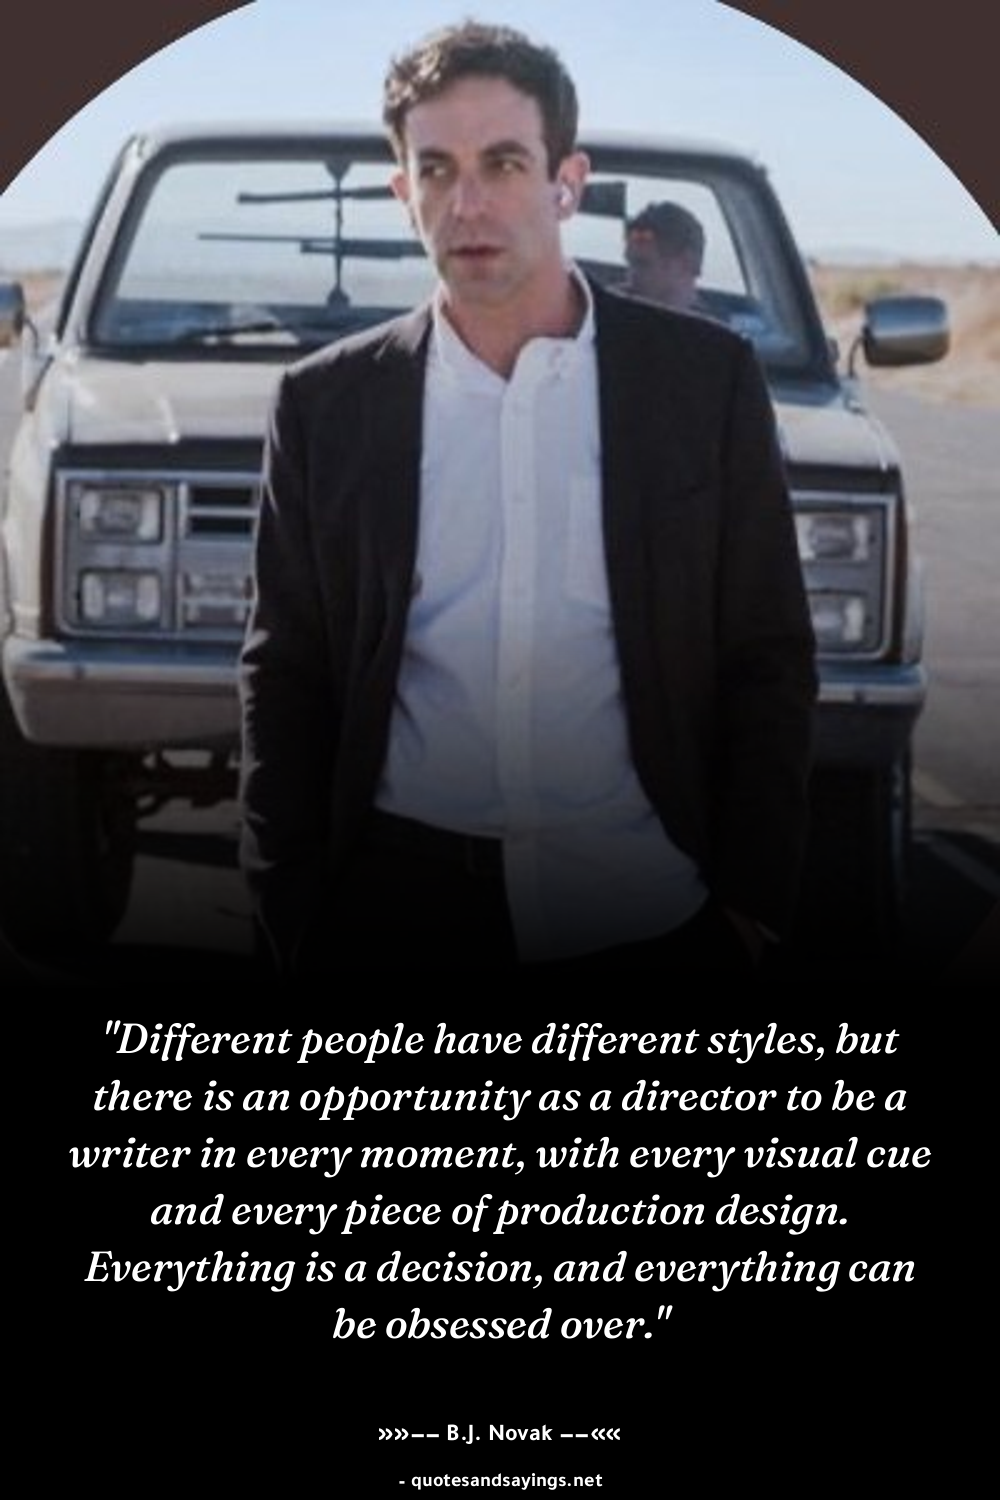 "Different people have different styles, but
there is an opportunity as a director to be a
writer in every moment, with every visual cue
and every piece of production design.
Everything is a decision, and everything can
be obsessed over."
»»–– B.J. Novak ––««
- quotesandsayings.net